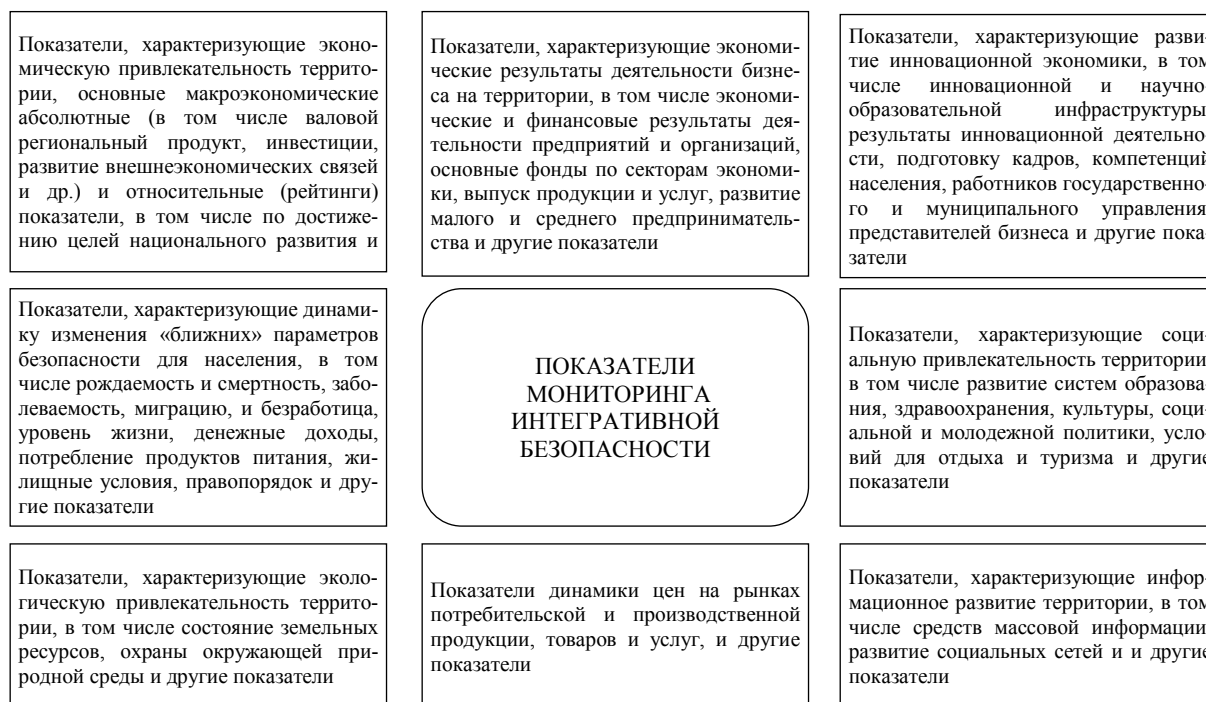 Показатели, характеризующие эконо-
мическую привлекательность террито-
рии, основные макроэкономические
абсолютные (в том числе валовой
региональный продукт, инвестиции,
развитие внешнеэкономических связей
и др.) и относительные (рейтинги)
показатели, в том числе по достиже-
нию целей национального развития и
Показатели, характеризующие экономи-
ческие результаты деятельности бизне-
са на территории, в том числе экономи-
ческие и финансовые результаты дея-
тельности предприятий и организаций,
основные фонды по секторам экономи-
ки, выпуск продукции и услуг, развитие
малого и среднего предприниматель-
ства и другие показатели
Показатели, характеризующие разви-
тие инновационной экономики, в том
числе инновационной и научно-
образовательной инфраструктуры
результаты инновационной деятельно-
сти, подготовку кадров, компетенций
населения, работников государственно-
го и муниципального управления
представителей бизнеса и другие пока-
затели
Показатели, характеризующие динами-
ку изменения «ближних» параметров
безопасности для населения, в том
числе рождаемость и смертность, забо-
леваемость, миграцию, и безработица,
уровень жизни, денежные доходы,
потребление продуктов питания, жи-
лищные условия, правопорядок и дру-
гие показатели
ПОКАЗАТЕЛИ
МОНИТОРИНГА
ИНТЕГРАТИВНОЙ
БЕЗОПАСНОСТИ
Показатели, характеризующие соци-
альную привлекательность территории
в том числе развитие систем образова-
ния, здравоохранения, культуры, соци-
альной и молодежной политики, усло-
вий для отдыха и туризма и другие
показатели
Показатели, характеризующие эколо-
гическую привлекательность террито-
рии, в том числе состояние земельных
ресурсов, охраны окружающей при-
родной среды и другие показатели
Показатели динамики цен на рынках
потребительской и производственной
продукции, товаров и услуг, и другие
показатели
Показатели, характеризующие инфор-
мационное развитие территории, в том
числе средств массовой информации
развитие социальных сетей и и другие
показатели